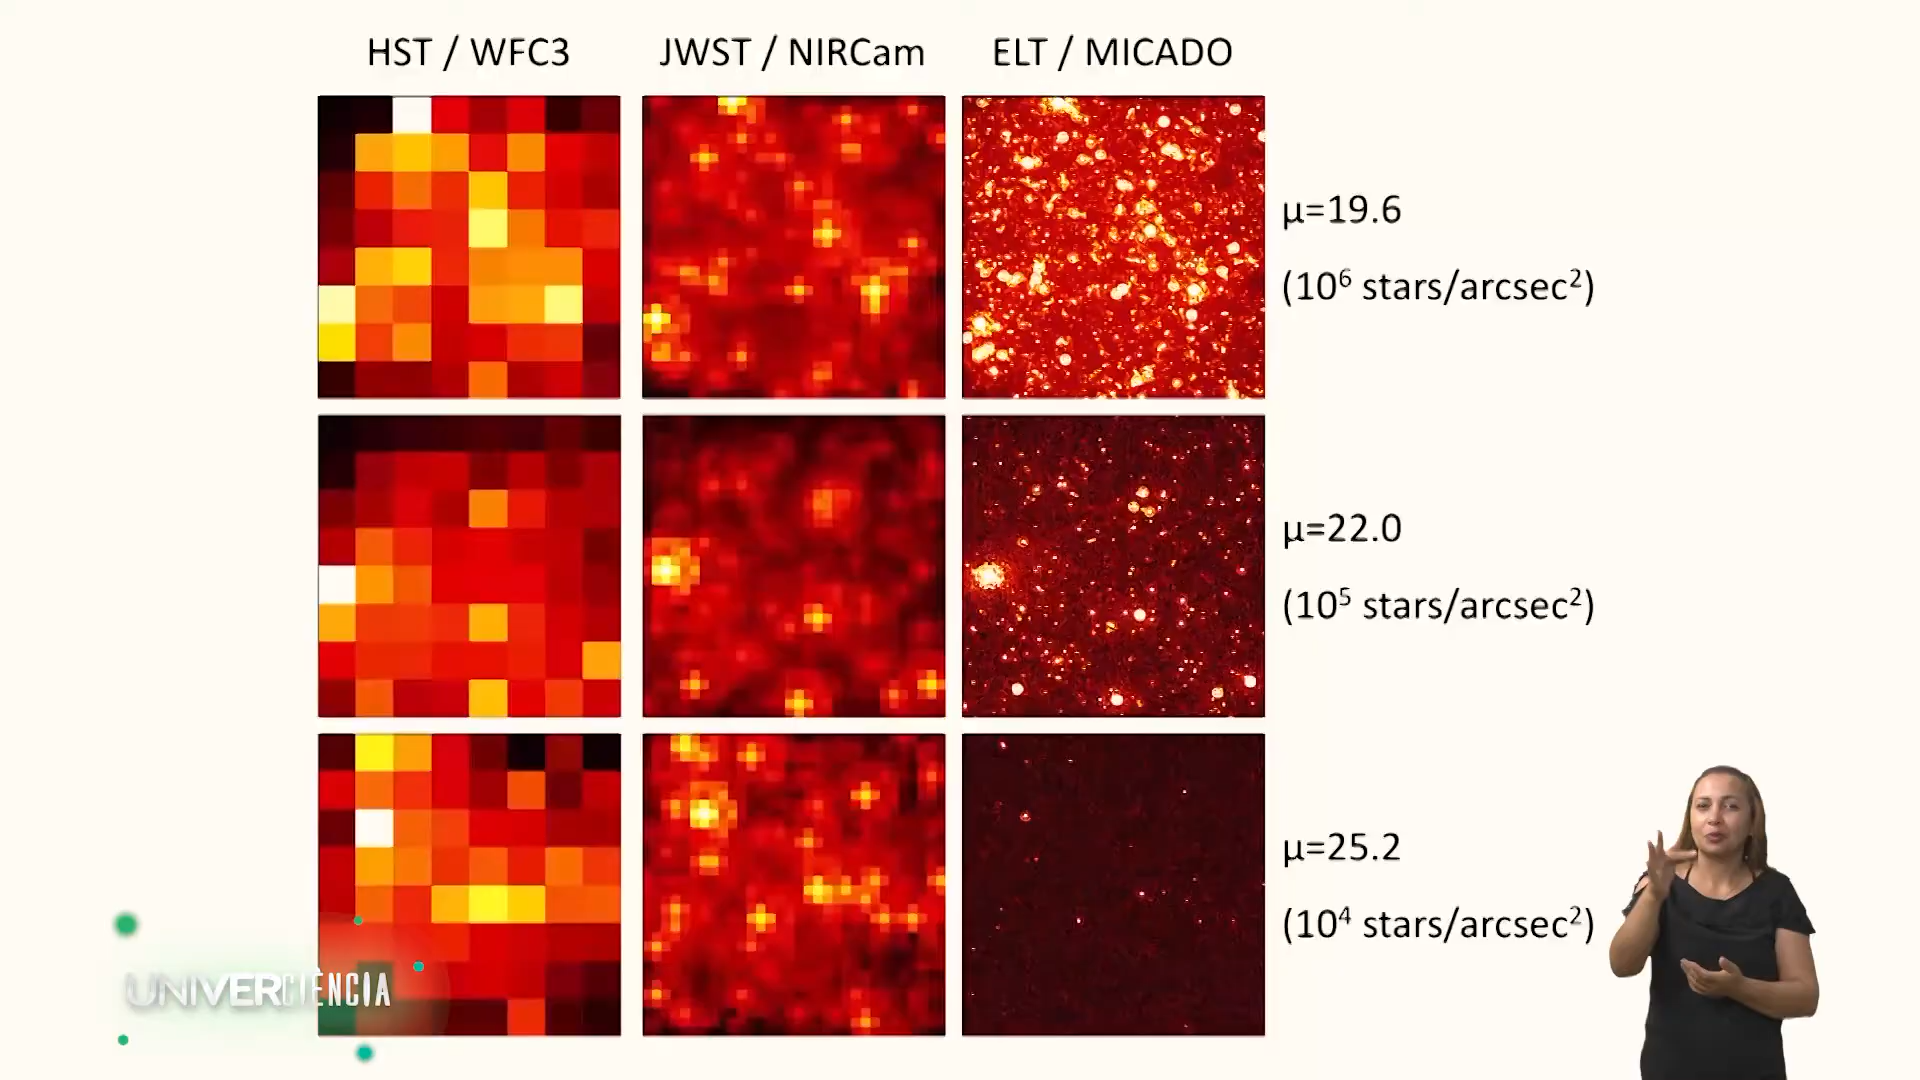 HST / WFC3
JWST / NIRCam
ELT / MICADO
μ=19.6
(10⁶ stars/arcsec²)
μ=22.0
(10⁵ stars/arcsec²)
μ=25.2
(10⁴ stars/arcsec²)
UNIVERCIÊNCIA